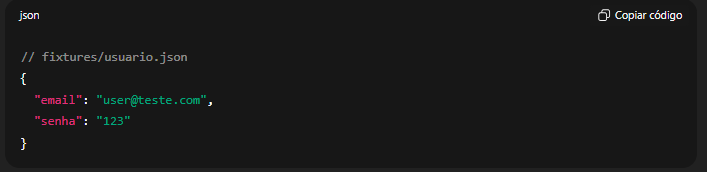 json
Copiar código
// fixtures/usuario.json
{
  "email": "user@teste.com",
  "senha": "123"
}